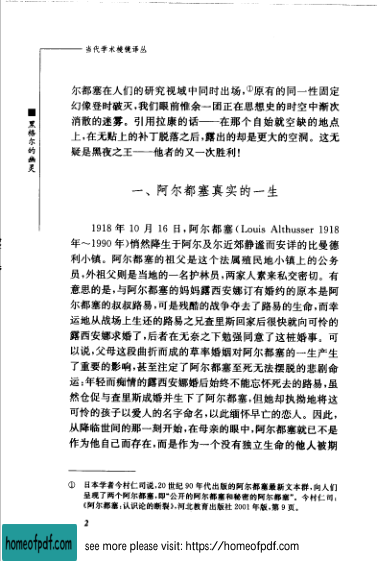 当代学术棱镜译丛
黑格尔的幽灵
尔都塞在人们的研究视域中同时出场,①原有的同一性固定
幻像登时破灭,我们眼前惟余一团正在思想史的时空中渐次
消散的迷雾。引用拉康的话——在那个自始就空缺的地点
上,在无贴上的补丁脱落之后,露出的却是更大的空洞。这无
疑是黑夜之王——他者的又一次胜利!
一、阿尔都塞真实的一生
1918 年 10 月 16 日,阿尔都塞(Louis Althusser 1918
年~1990 年)悄然降生于阿尔及尔近郊静谧而安详的比曼德
利小镇。阿尔都塞的祖父是这个法属殖民地小镇上的公务
员,外祖父则是当地的一名护林员,两家人素来私交密切。有
意思的是,与阿尔都塞的妈妈露西安娜订有婚约的原本是阿
尔都塞的叔叔路易,可是残酷的战争夺去了路易的生命,而幸
运地从战场上生还的路易之兄查里斯回家后很快就向可怜的
露西安娜求婚了,后者在无奈之下勉强同意了这桩婚事。可
以说,父母这段曲折而成的草率婚姻对阿尔都塞的一生产生
了重要的影响,甚至注定了阿尔都塞至死无法摆脱的悲剧命
运:年轻而痴情的露西安娜婚后始终不能忘怀死去的路易,虽
然仓促与查里斯成婚并生下了阿尔都塞,但她却执拗地将这
可怜的孩子以爱人的名字命名,以此缅怀早亡的恋人。因此,
从降临世间的那一刻开始,在母亲的眼中,阿尔都塞就已不是
作为他自己而存在,而是作为一个没有独立生命的他人被期
① 日本学者今村仁司说,20 世纪 90 年代出版的阿尔都塞最新文本群,向人们
呈现了两个阿尔都塞,即“公开的阿尔都塞和秘密的阿尔都塞”。今村仁司:
《阿尔都塞:认识论的断裂》,河北教育出版社 2001 年版,第 9 页。
2
homeofpdf.com
see more please visit: https://homeofpdf.com